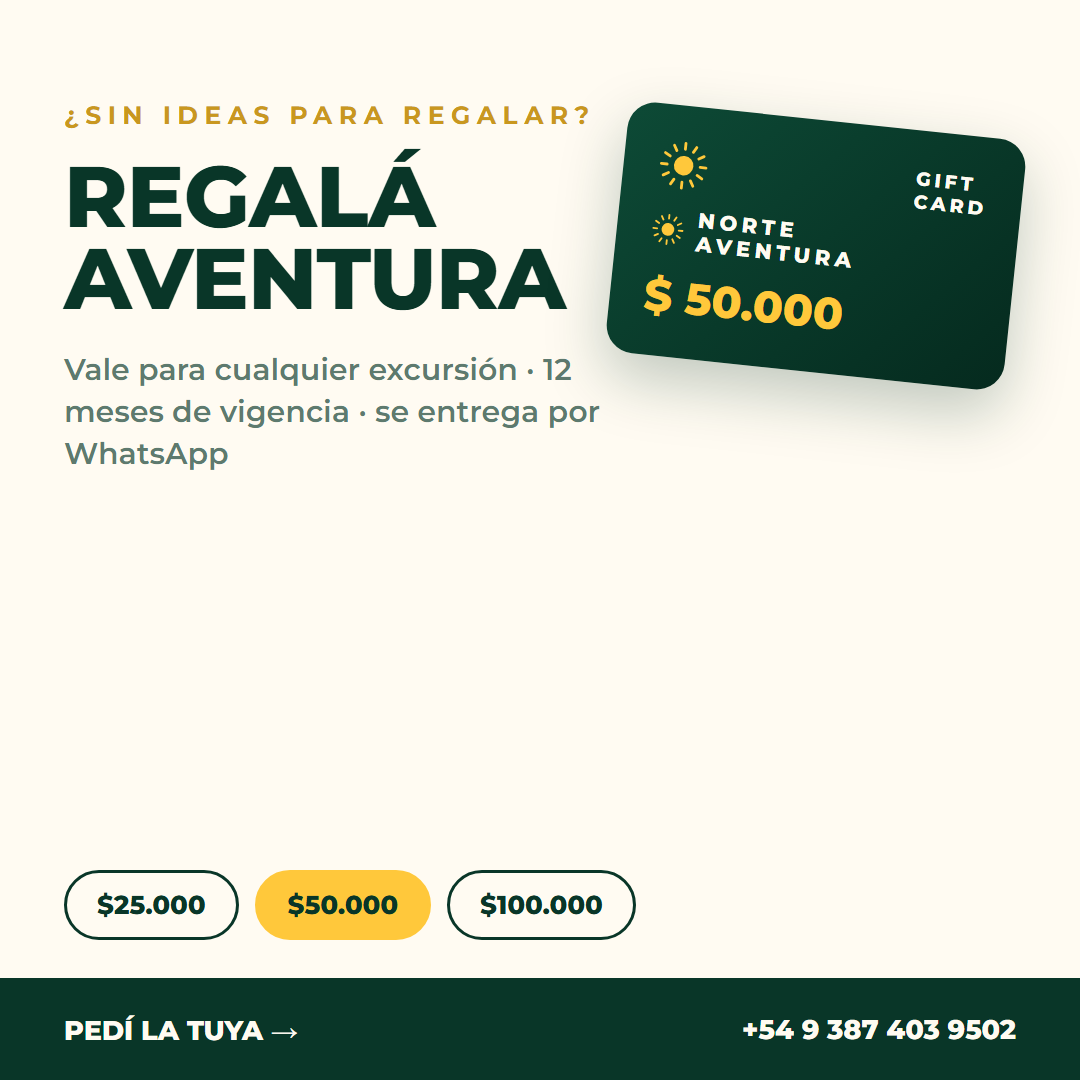 ¿SIN IDEAS PARA REGALAR?
REGALÁ
AVENTURA
Vale para cualquier excursión · 12
meses de vigencia · se entrega por
WhatsApp
GIFT
CARD
NORTE
AVENTURA
$ 50.000
$25.000
$50.000
$100.000
PEDÍ LA TUYA →
+54 9 387 403 9502